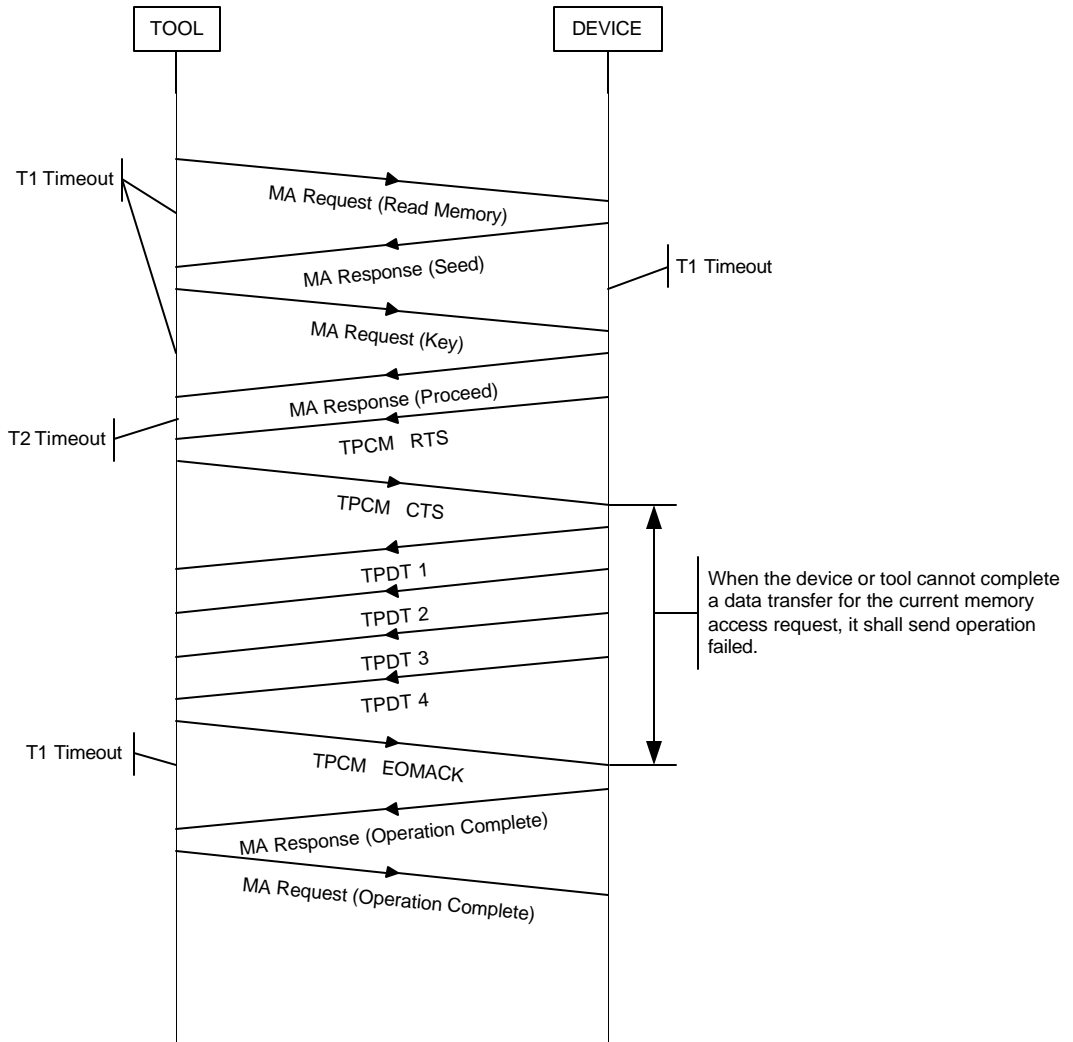 TOOL
DEVICE
T1 Timeout
MA Request (Read Memory)
MA Response (Seed)
T1 Timeout
MA Request (Key)
MA Response (Proceed)
T2 Timeout
TPCM RTS
TPCM CTS
TPDT 1
When the device or tool cannot complete
a data transfer for the current memory
access request, it shall send operation
failed.
TPDT 2
TPDT 3
TPDT 4
T1 Timeout
TPCM EOMACK
MA Response (Operation Complete)
MA Request (Operation Complete)